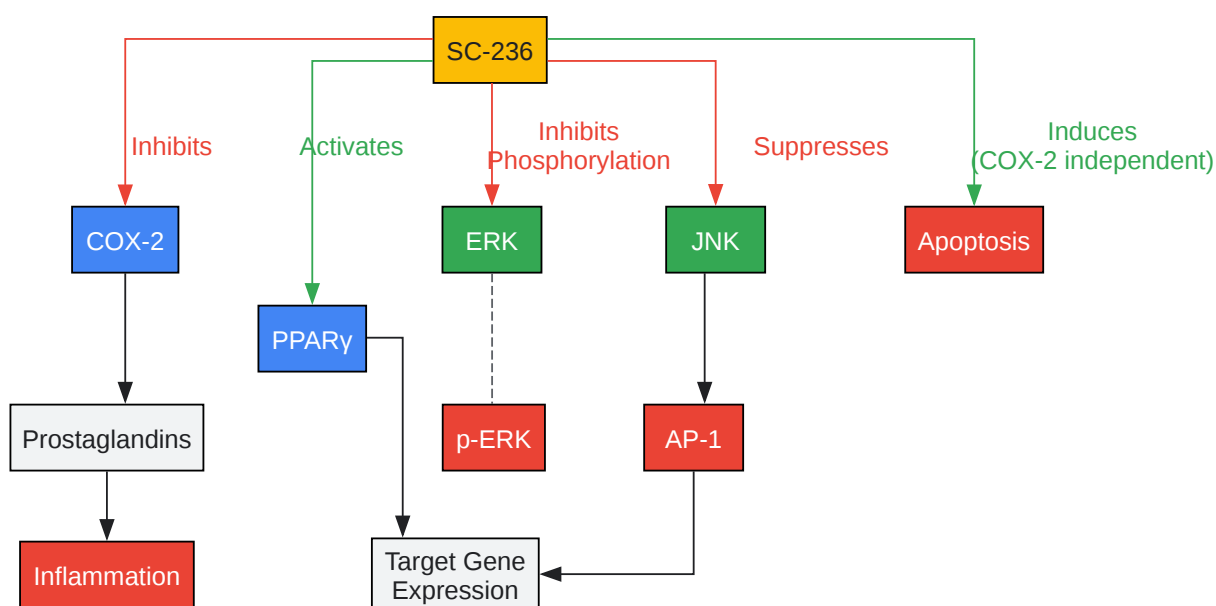 SC-236
Inhibits
Activates
Inhibits
Phosphorylation
Suppresses
Induces
(COX-2 independent)
COX-2
ERK
JNK
Apoptosis
PPARγ
Prostaglandins
p-ERK
AP-1
Inflammation
Target Gene
Expression